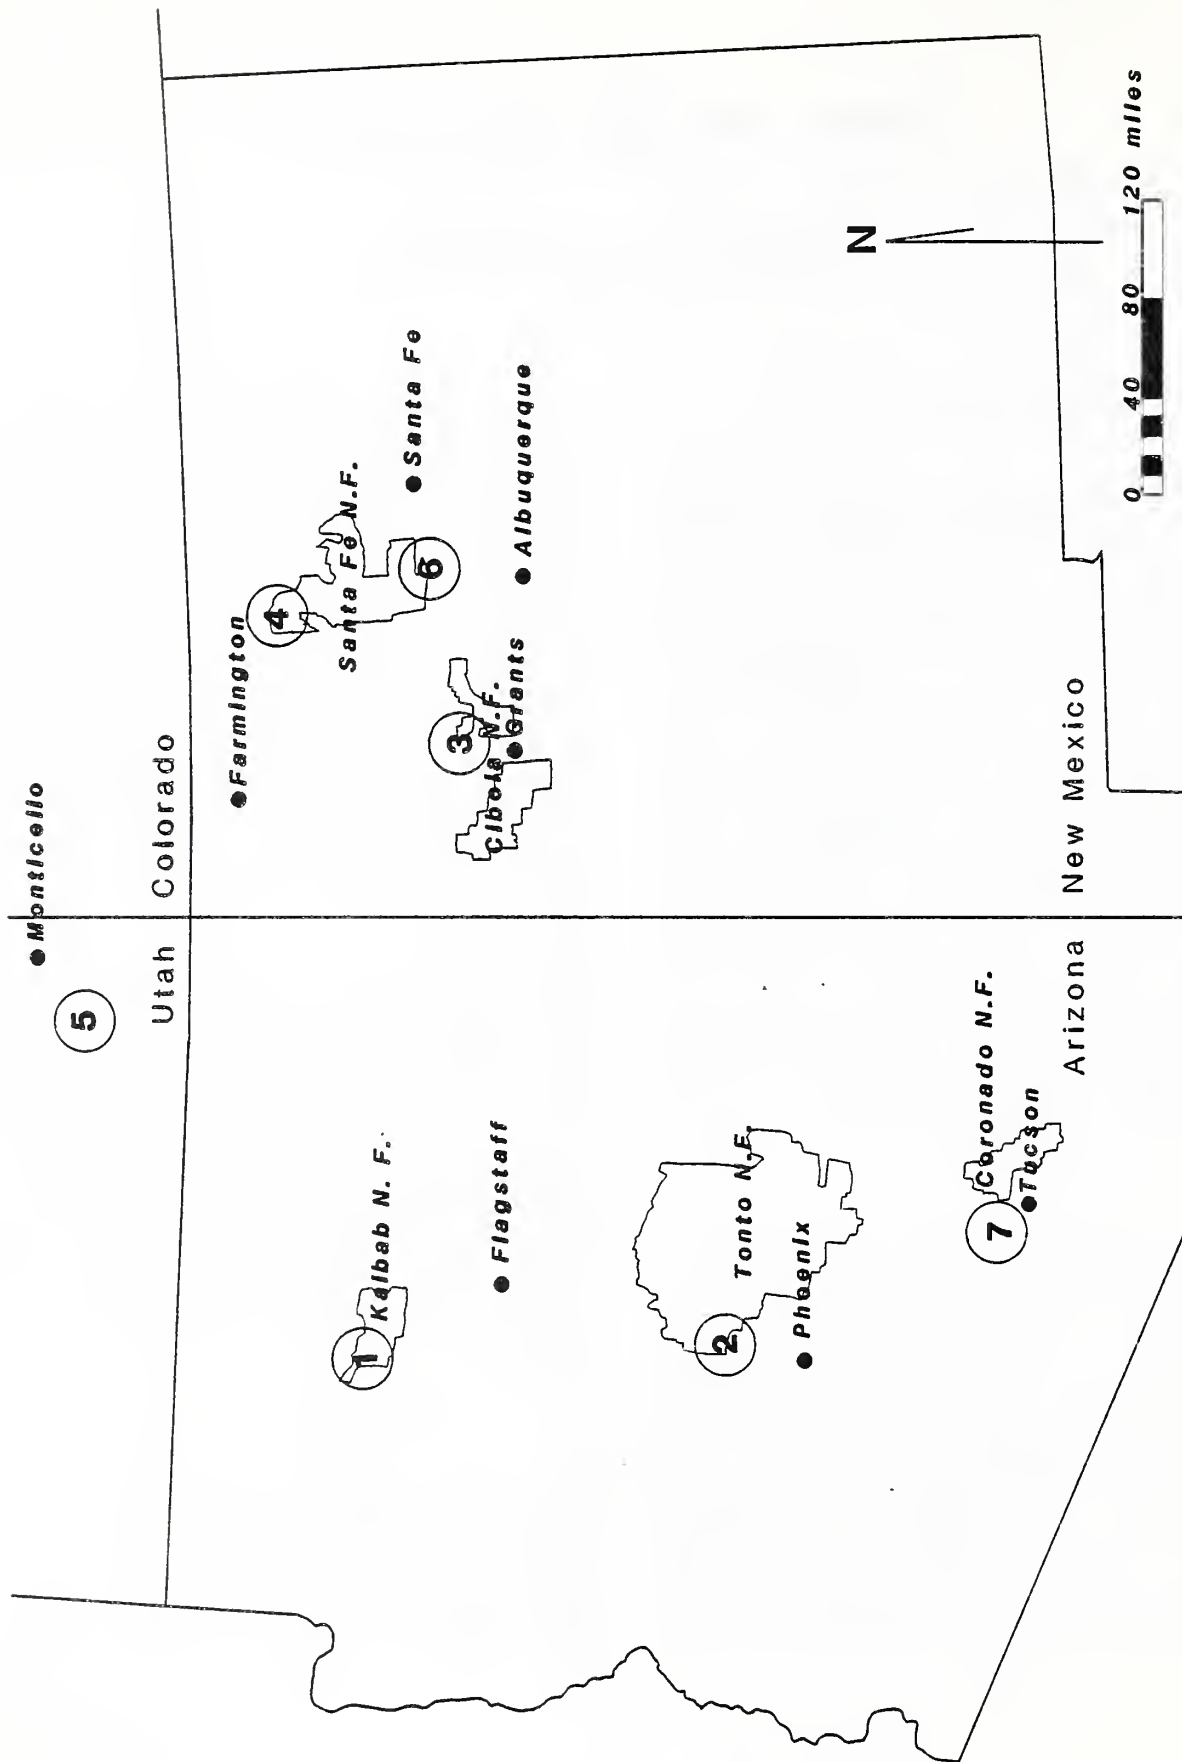 Monticello
5
Utah
Colorado
Farmington
4
Santa Fe N.F.
Santa Fe
6
3
Cibola N.F.
Grants
Albuquerque
1
Kaibab N. F.
Flagstaff
2
Tonto N.F.
Phoenix
7
Coronado N.F.
Tucson
Arizona
New Mexico
N
0 40 80 120 miles